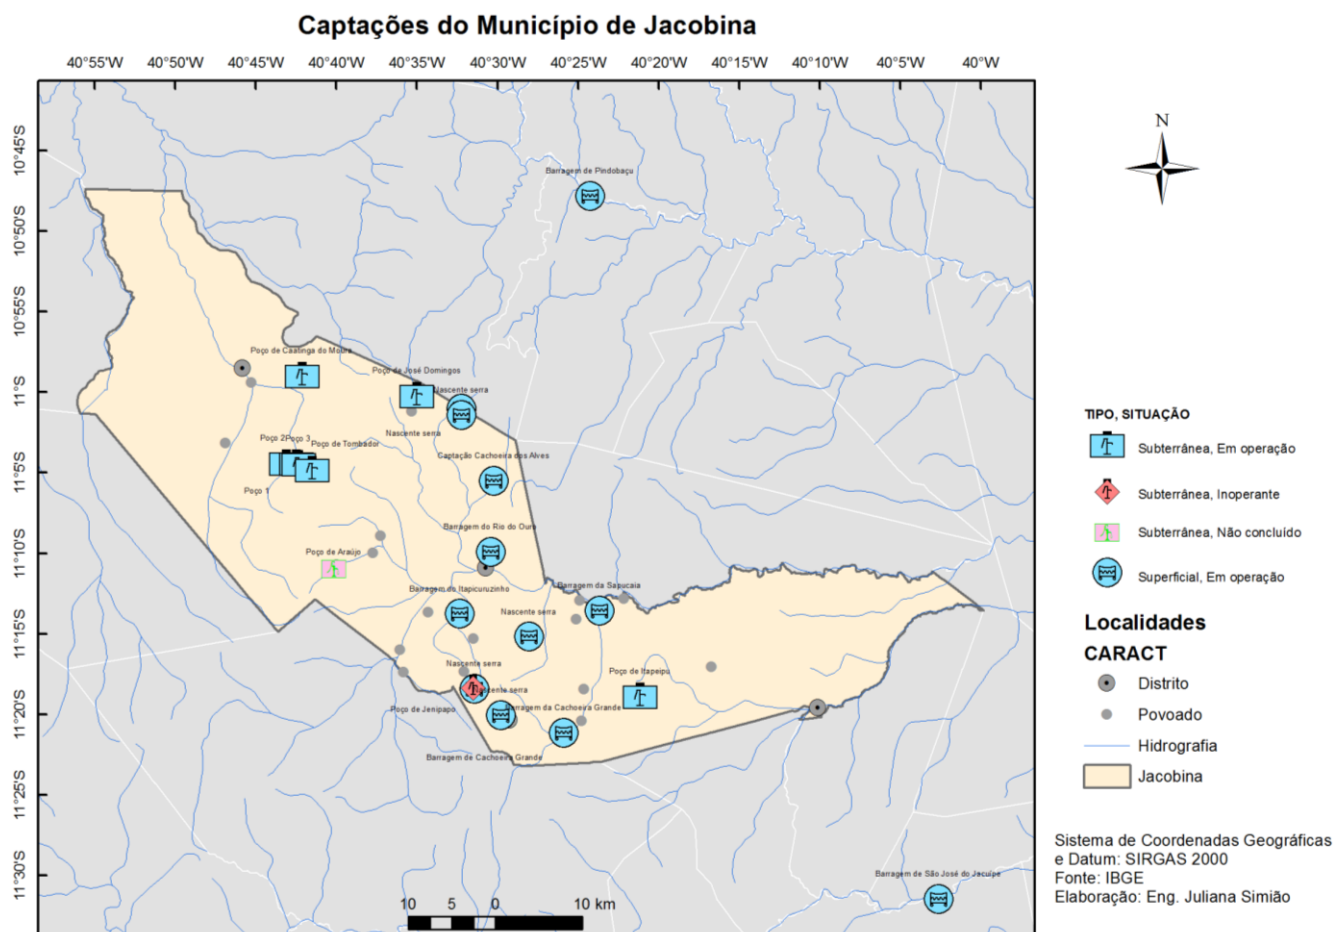 Captações do Município de Jacobina
40°55'W 40°50'W 40°45'W 40°40'W 40°35'W 40°30'W 40°25'W 40°20'W 40°15'W 40°10'W 40°5'W 40°0'W
10°45'S
10°50'S
10°55'S
11°0'S
11°5'S
11°10'S
11°15'S
11°20'S
11°25'S
11°30'S
N
Barragem de Pindobaçu
Poço de Caatinga do Moura
Poço de José Domingos
Nascente serra
Nascente serra
Poço 2
Poço 3
Poço de Tombador
Captação Cachoeira dos Alves
Poço 1
Barragem do Rio do Ouro
Poço de Araújo
Barragem do Itapicuruzinho
Barragem da Sapucaia
Nascente serra
Nascente serra
Poço de Itapeipu
Nascente serra
Poço de Jenipapo
Barragem da Cachoeira Grande
Barragem de Cachoeira Grande
Barragem de São José do Jacuípe
10 5 0 10 km
TIPO, SITUAÇÃO
Subterrânea, Em operação
Subterrânea, Inoperante
Subterrânea, Não concluído
Superficial, Em operação
Localidades
CARACT
Distrito
Povoado
Hidrografia
Jacobina
Sistema de Coordenadas Geográficas
e Datum: SIRGAS 2000
Fonte: IBGE
Elaboração: Eng. Juliana Simião